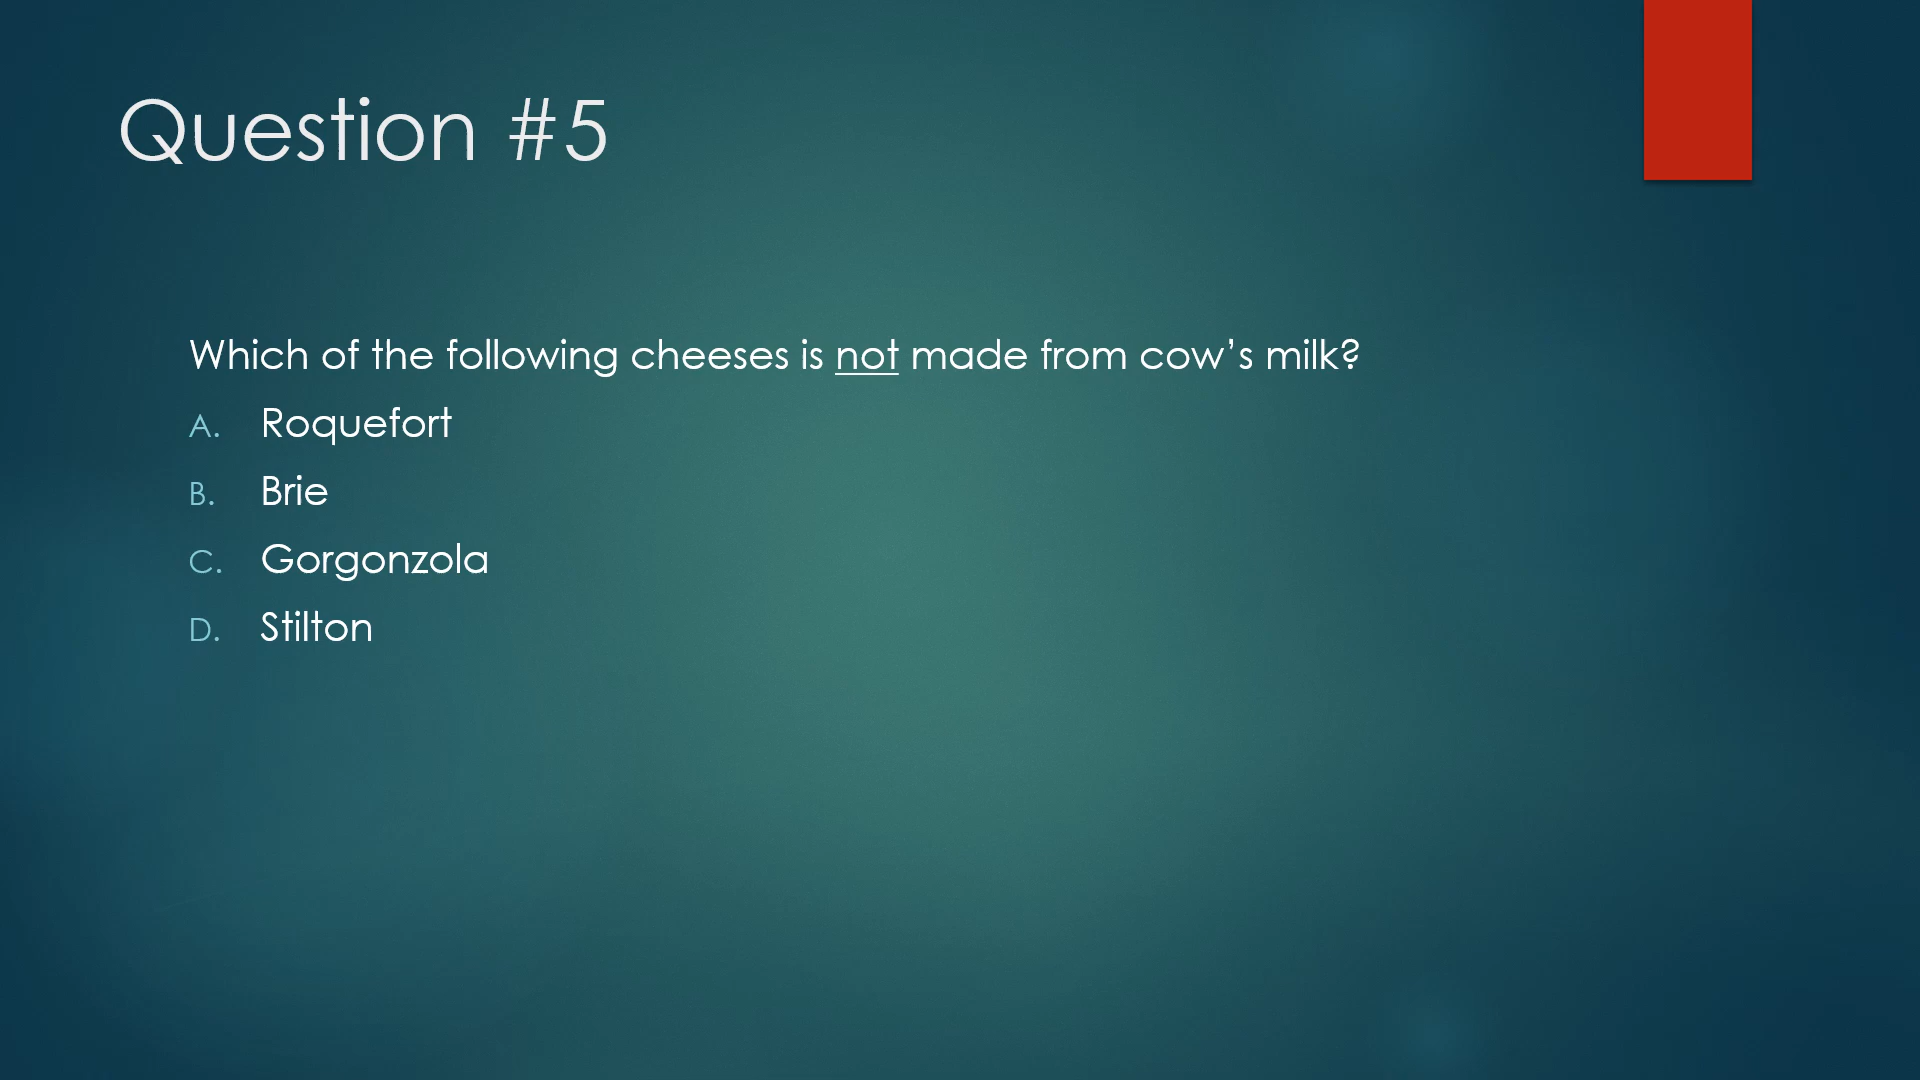 Question #5
Which of the following cheeses is not made from cow’s milk?
A. Roquefort
B. Brie
C. Gorgonzola
D. Stilton